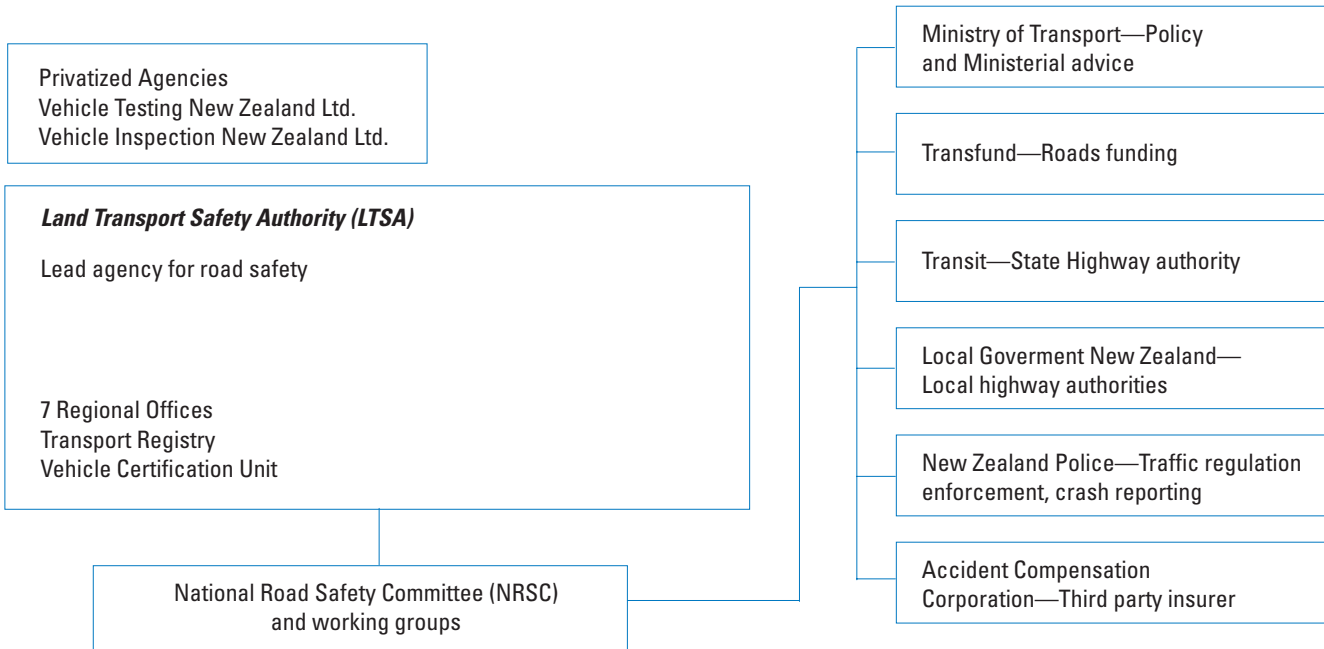 Privatized Agencies
Vehicle Testing New Zealand Ltd.
Vehicle Inspection New Zealand Ltd.
Land Transport Safety Authority (LTSA)
Lead agency for road safety
7 Regional Offices
Transport Registry
Vehicle Certification Unit
National Road Safety Committee (NRSC)
and working groups
Ministry of Transport—Policy
and Ministerial advice
Transfund—Roads funding
Transit—State Highway authority
Local Goverment New Zealand—
Local highway authorities
New Zealand Police—Traffic regulation
enforcement, crash reporting
Accident Compensation
Corporation—Third party insurer